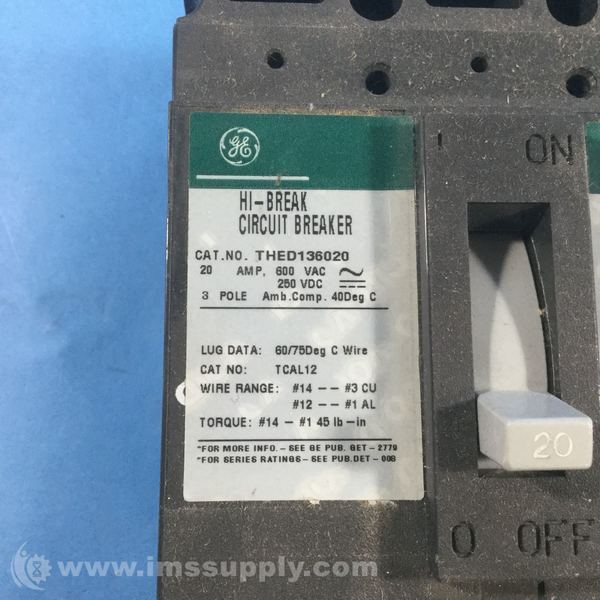 GE
HI-BREAK
CIRCUIT BREAKER
CAT.NO. THED136020
20 AMP, 600 VAC
250 VDC
3 POLE Amb.Comp. 40Deg C
LUG DATA: 60/75Deg C Wire
CAT NO: TCAL12
WIRE RANGE: #14 -- #3 CU
#12 -- #1 AL
TORQUE: #14 - #1 45 lb-in
*FOR MORE INFO. - SEE GE PUB. GET - 2779
*FOR SERIES RATINGS - SEE PUB.DET - 008
I ON
20
O OFF
www.imssupply.com